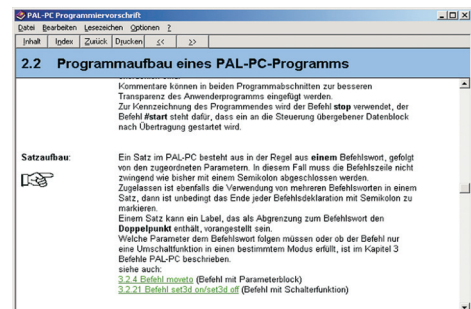 PAL-PC Programmiervorschrift
Datei Bearbeiten Lesezeichen Optionen ?
Inhalt Index Zurück Drucken << >>
2.2 Programmaufbau eines PAL-PC-Programms
Kommentare können in beiden Programmabschnitten zur besseren
Transparenz des Anwenderprogramms eingefügt werden.
Zur Kennzeichnung des Programmendes wird der Befehl stop verwendet, der
Befehl #start steht dafür, dass ein an die Steuerung übergebener Datenblock
nach Übertragung gestartet wird.
Satzaufbau: Ein Satz im PAL-PC besteht aus in der Regel aus einem Befehlswort, gefolgt
von den zugeordneten Parametern. In diesem Fall muss die Befehlszeile nicht
zwingend wie bisher mit einem Semikolon abgeschlossen werden.
Zugelassen ist ebenfalls die Verwendung von mehreren Befehlsworten in einem
Satz, dann ist unbedingt das Ende jeder Befehlsdeklaration mit Semikolon zu
markieren.
Einem Satz kann ein Label, das als Abgrenzung zum Befehlswort den
Doppelpunkt enthält, vorangestellt sein.
Welche Parameter dem Befehlswort folgen müssen oder ob der Befehl nur
eine Umschaltfunktion in einem bestimmtem Modus erfüllt, ist im Kapitel 3
Befehle PAL-PC beschrieben.
siehe auch:
3.2.4 Befehl moveto (Befehl mit Parameterblock)
3.2.21 Befehl set3d on/set3d off (Befehl mit Schalterfunktion)